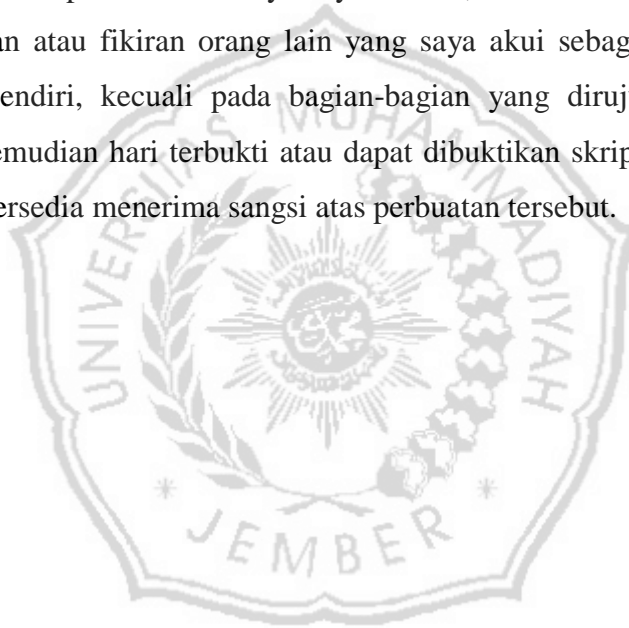 an atau fikiran orang lain yang saya akui sebag
endiri, kecuali pada bagian-bagian yang diruj
emudian hari terbukti atau dapat dibuktikan skrip
ersedia menerima sangsi atas perbuatan tersebut.
UNIVERSITAS MUHAMMADIYAH
JEMBER